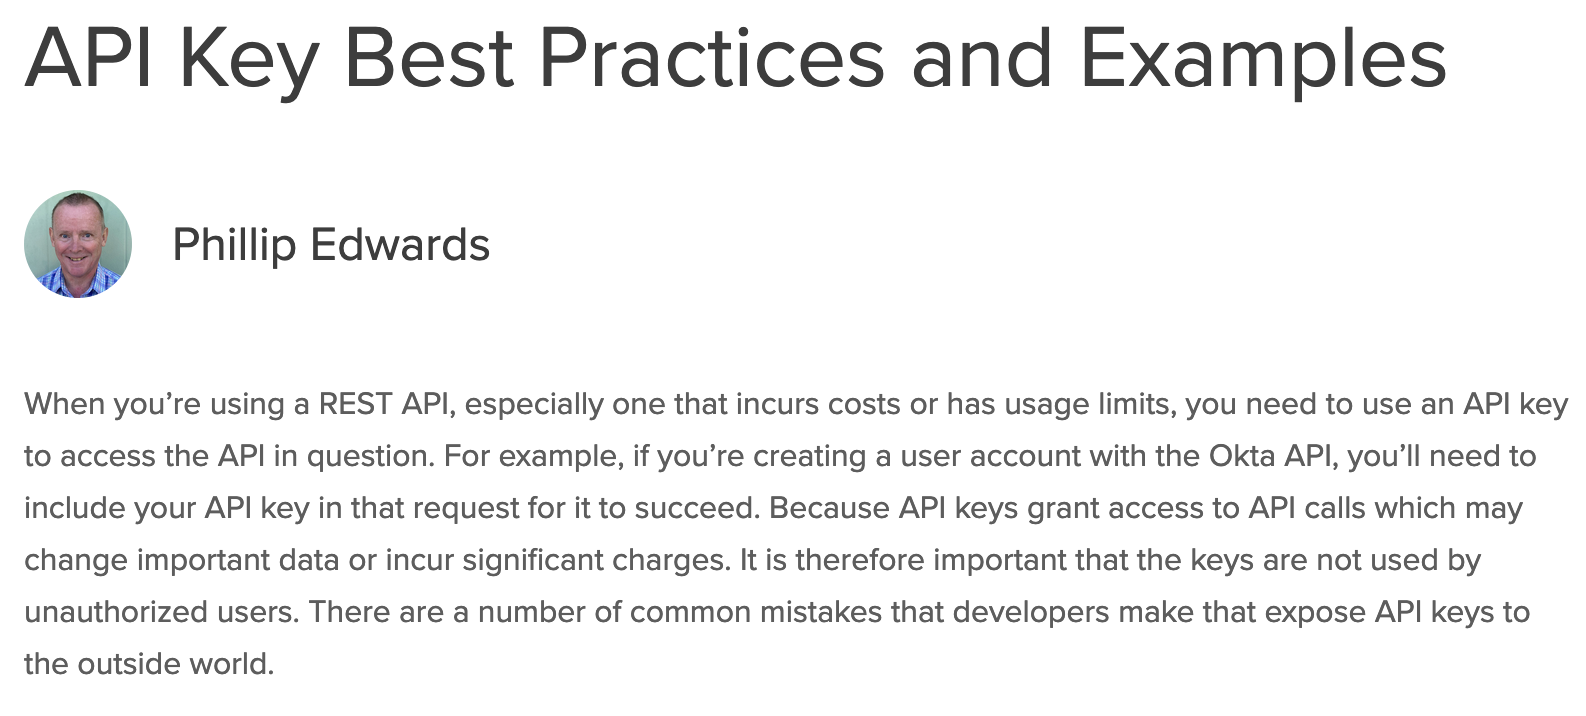 API Key Best Practices and Examples
Phillip Edwards
When you’re using a REST API, especially one that incurs costs or has usage limits, you need to use an API key
to access the API in question. For example, if you’re creating a user account with the Okta API, you’ll need to
include your API key in that request for it to succeed. Because API keys grant access to API calls which may
change important data or incur significant charges. It is therefore important that the keys are not used by
unauthorized users. There are a number of common mistakes that developers make that expose API keys to
the outside world.